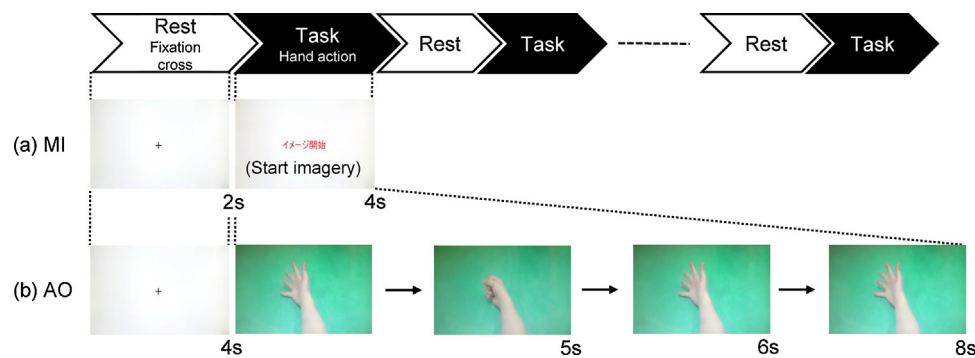 Rest
Fixation
cross
Task
Hand action
Rest
Task
Rest
Task
(a) MI
+
イメージ開始
(Start imagery)
2s
4s
(b) AO
+
4s
5s
6s
8s